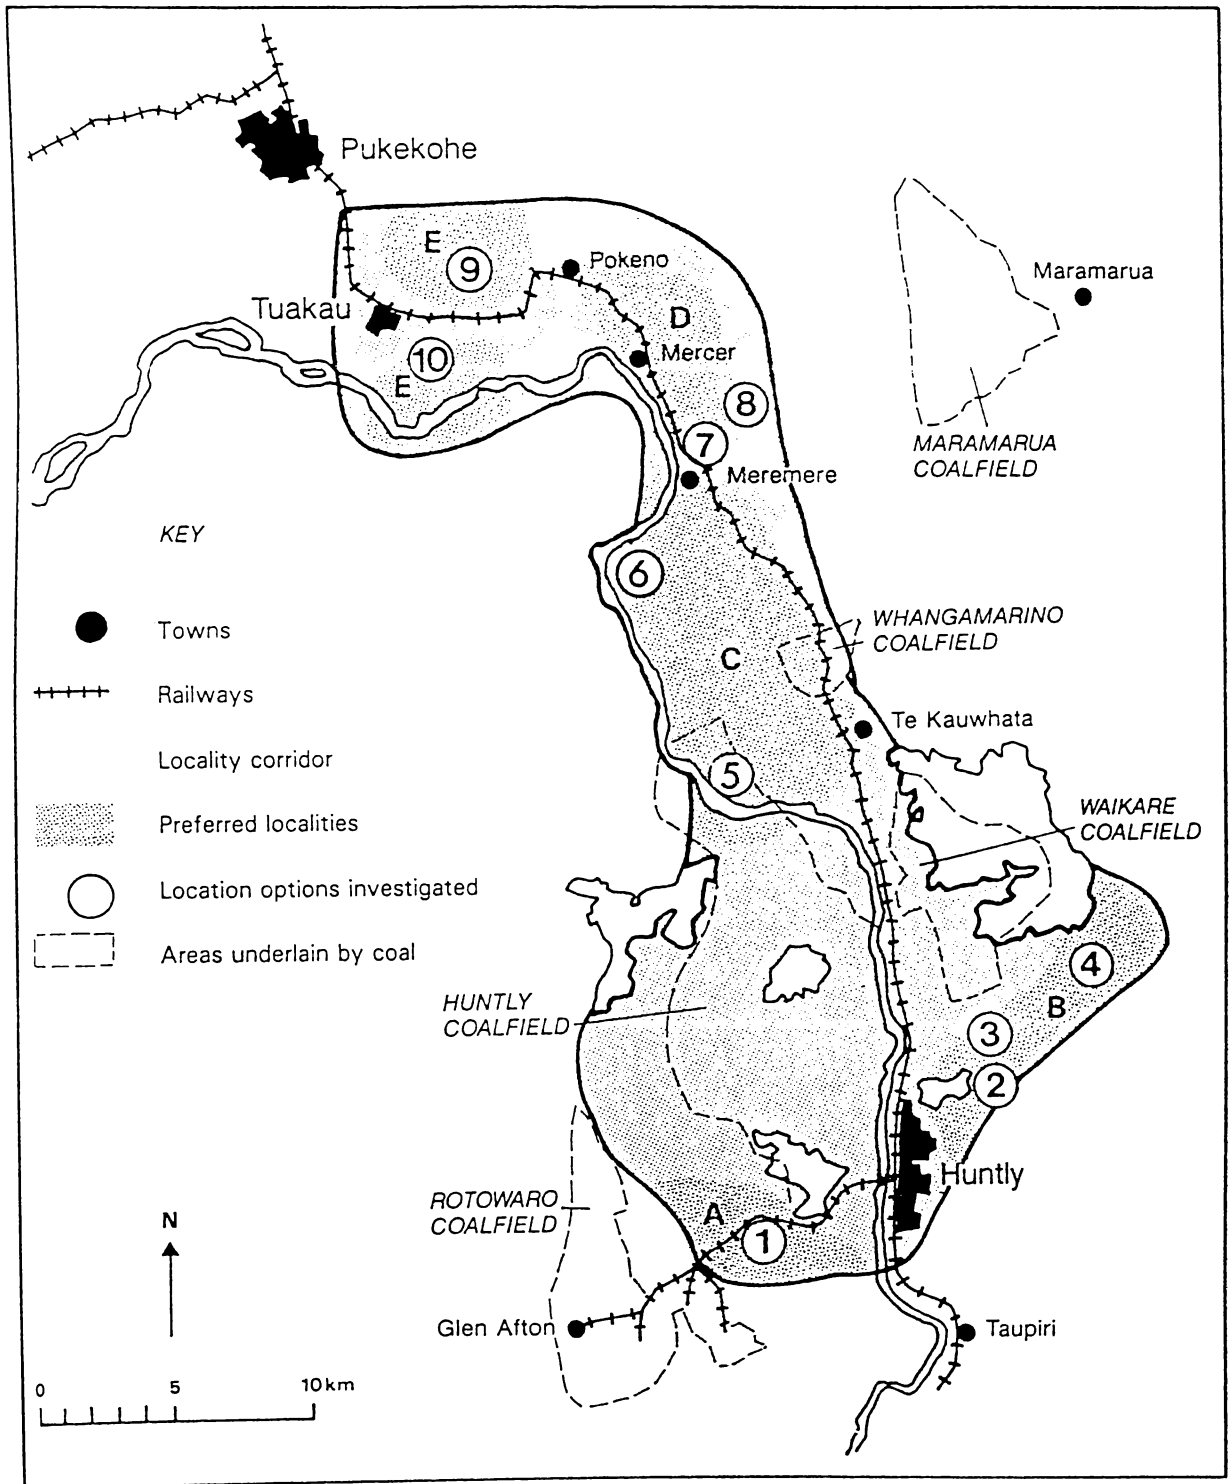 Pukekohe
E
9
Pokeno
Maramarua
Tuakau
D
Mercer
10
E
8
MARAMARUA
COALFIELD
7
Meremere
KEY
6
WHANGAMARINO
COALFIELD
Towns
C
Railways
Te Kauwhata
Locality corridor
5
WAIKARE
COALFIELD
Preferred localities
Location options investigated
Areas underlain by coal
4
HUNTLY
COALFIELD
B
3
2
Huntly
ROTOWARO
COALFIELD
A
1
N
Glen Afton
Taupiri
0 5 10km